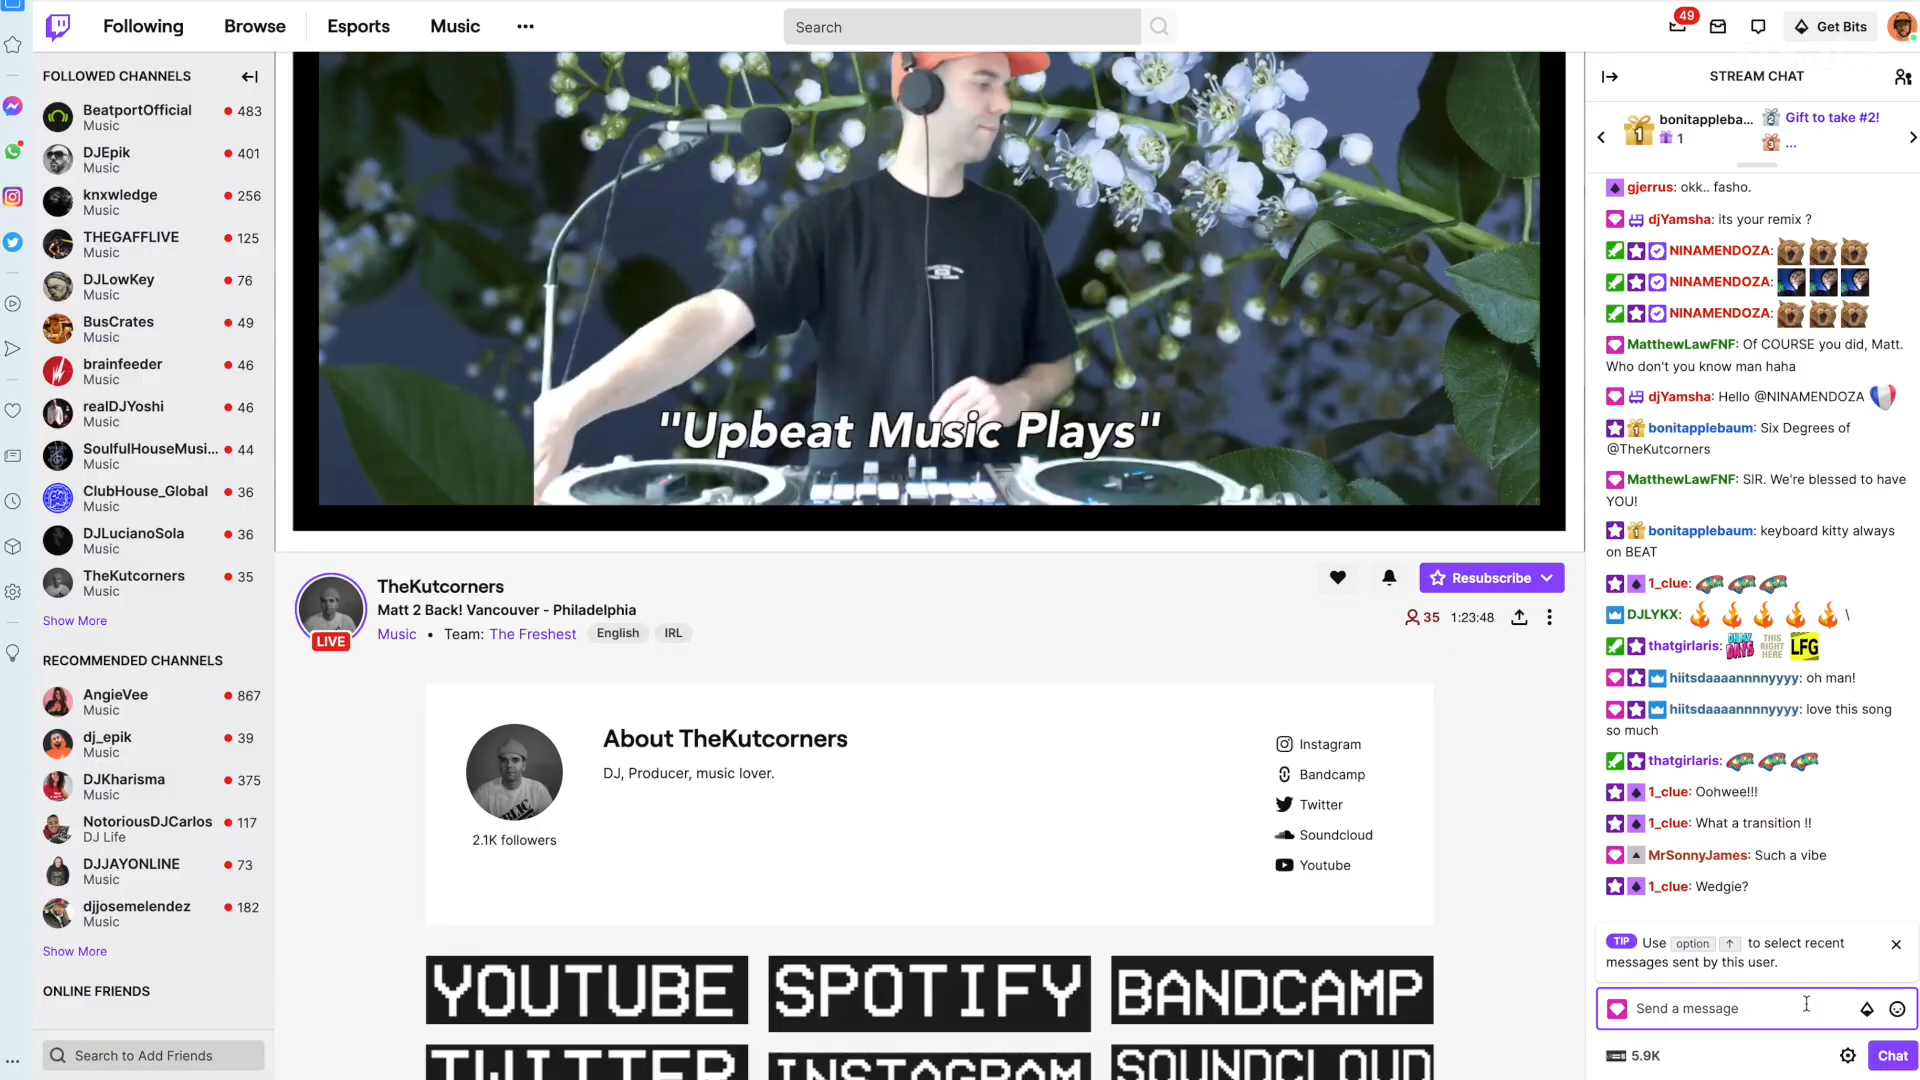 Following
Browse
Esports
Music
Search
49
Get Bits
FOLLOWED CHANNELS
BeatportOfficial
483
Music
DJEpik
401
Music
knxwledge
256
Music
THEGAFFLIVE
125
Music
DJLowKey
76
Music
BusCrates
49
Music
brainfeeder
46
Music
realDJYoshi
46
Music
SoulfulHouseMusi...
44
Music
ClubHouse_Global
36
Music
DJLucianoSola
36
Music
TheKutcorners
35
Music
Show More
RECOMMENDED CHANNELS
AngieVee
867
Music
dj_epik
39
Music
DJKharisma
375
Music
NotoriousDJCarlos
117
DJ Life
DJJAYONLINE
73
Music
djjosemelendez
182
Music
Show More
ONLINE FRIENDS
Search to Add Friends
"Upbeat Music Plays"
LIVE
TheKutcorners
Matt 2 Back! Vancouver - Philadelphia
Music • Team: The Freshest English IRL
Resubscribe
35 1:23:48
About TheKutcorners
DJ, Producer, music lover.
2.1K followers
Instagram
Bandcamp
Twitter
Soundcloud
Youtube
YOUTUBE
SPOTIFY
BANDCAMP
TWITTER
INSTAGRAM
SOUNDCLOUD
STREAM CHAT
1
bonitappleba...
1
2
Gift to take #2!
3
...
gjerrus: okk.. fasho.
djYamsha: its your remix ?
NINAMENDOZA:
NINAMENDOZA:
NINAMENDOZA:
MatthewLawFNF: Of COURSE you did, Matt.
Who don't you know man haha
djYamsha: Hello @NINAMENDOZA
bonitapplebaum: Six Degrees of
@TheKutcorners
MatthewLawFNF: SIR. We're blessed to have
YOU!
bonitapplebaum: keyboard kitty always
on BEAT
1_clue:
DJLYKX: \
thatgirlaris: OH MY DAYS THIS RIGHT HERE LFG
hiitsdaaaannnnyyyy: oh man!
hiitsdaaaannnnyyyy: love this song
so much
thatgirlaris:
1_clue: Oohwee!!!
1_clue: What a transition !!
MrSonnyJames: Such a vibe
1_clue: Wedgie?
TIP Use option ↑ to select recent
messages sent by this user.
Send a message
5.9K
Chat